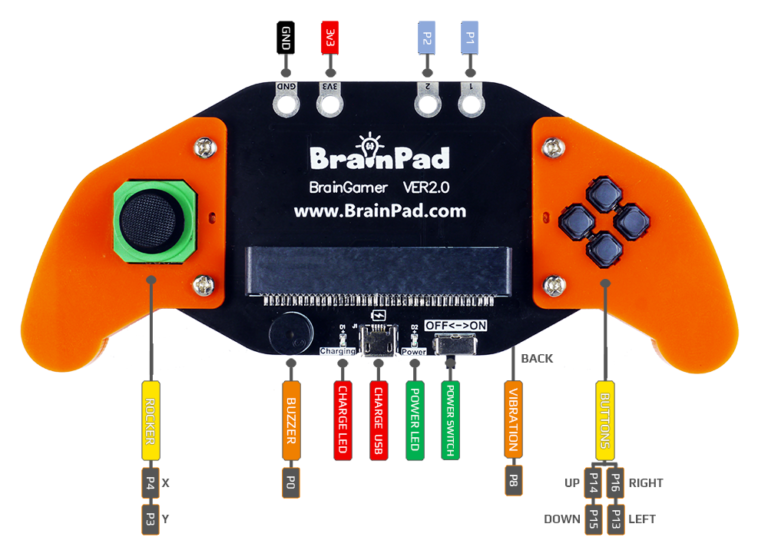 GND
3v3
P2
P1
GND
3V3
2
1
BrainPad
BrainGamer VER2.0
www.BrainPad.com
OFF<->ON
Charging
Power
BACK
ROCKER
BUZZER
CHARGE LED
CHARGE USB
POWER LED
POWER SWITCH
VIBRATION
BUTTONS
P4 X
P3 Y
P0
P8
UP P14 P16 RIGHT
DOWN P15 P13 LEFT